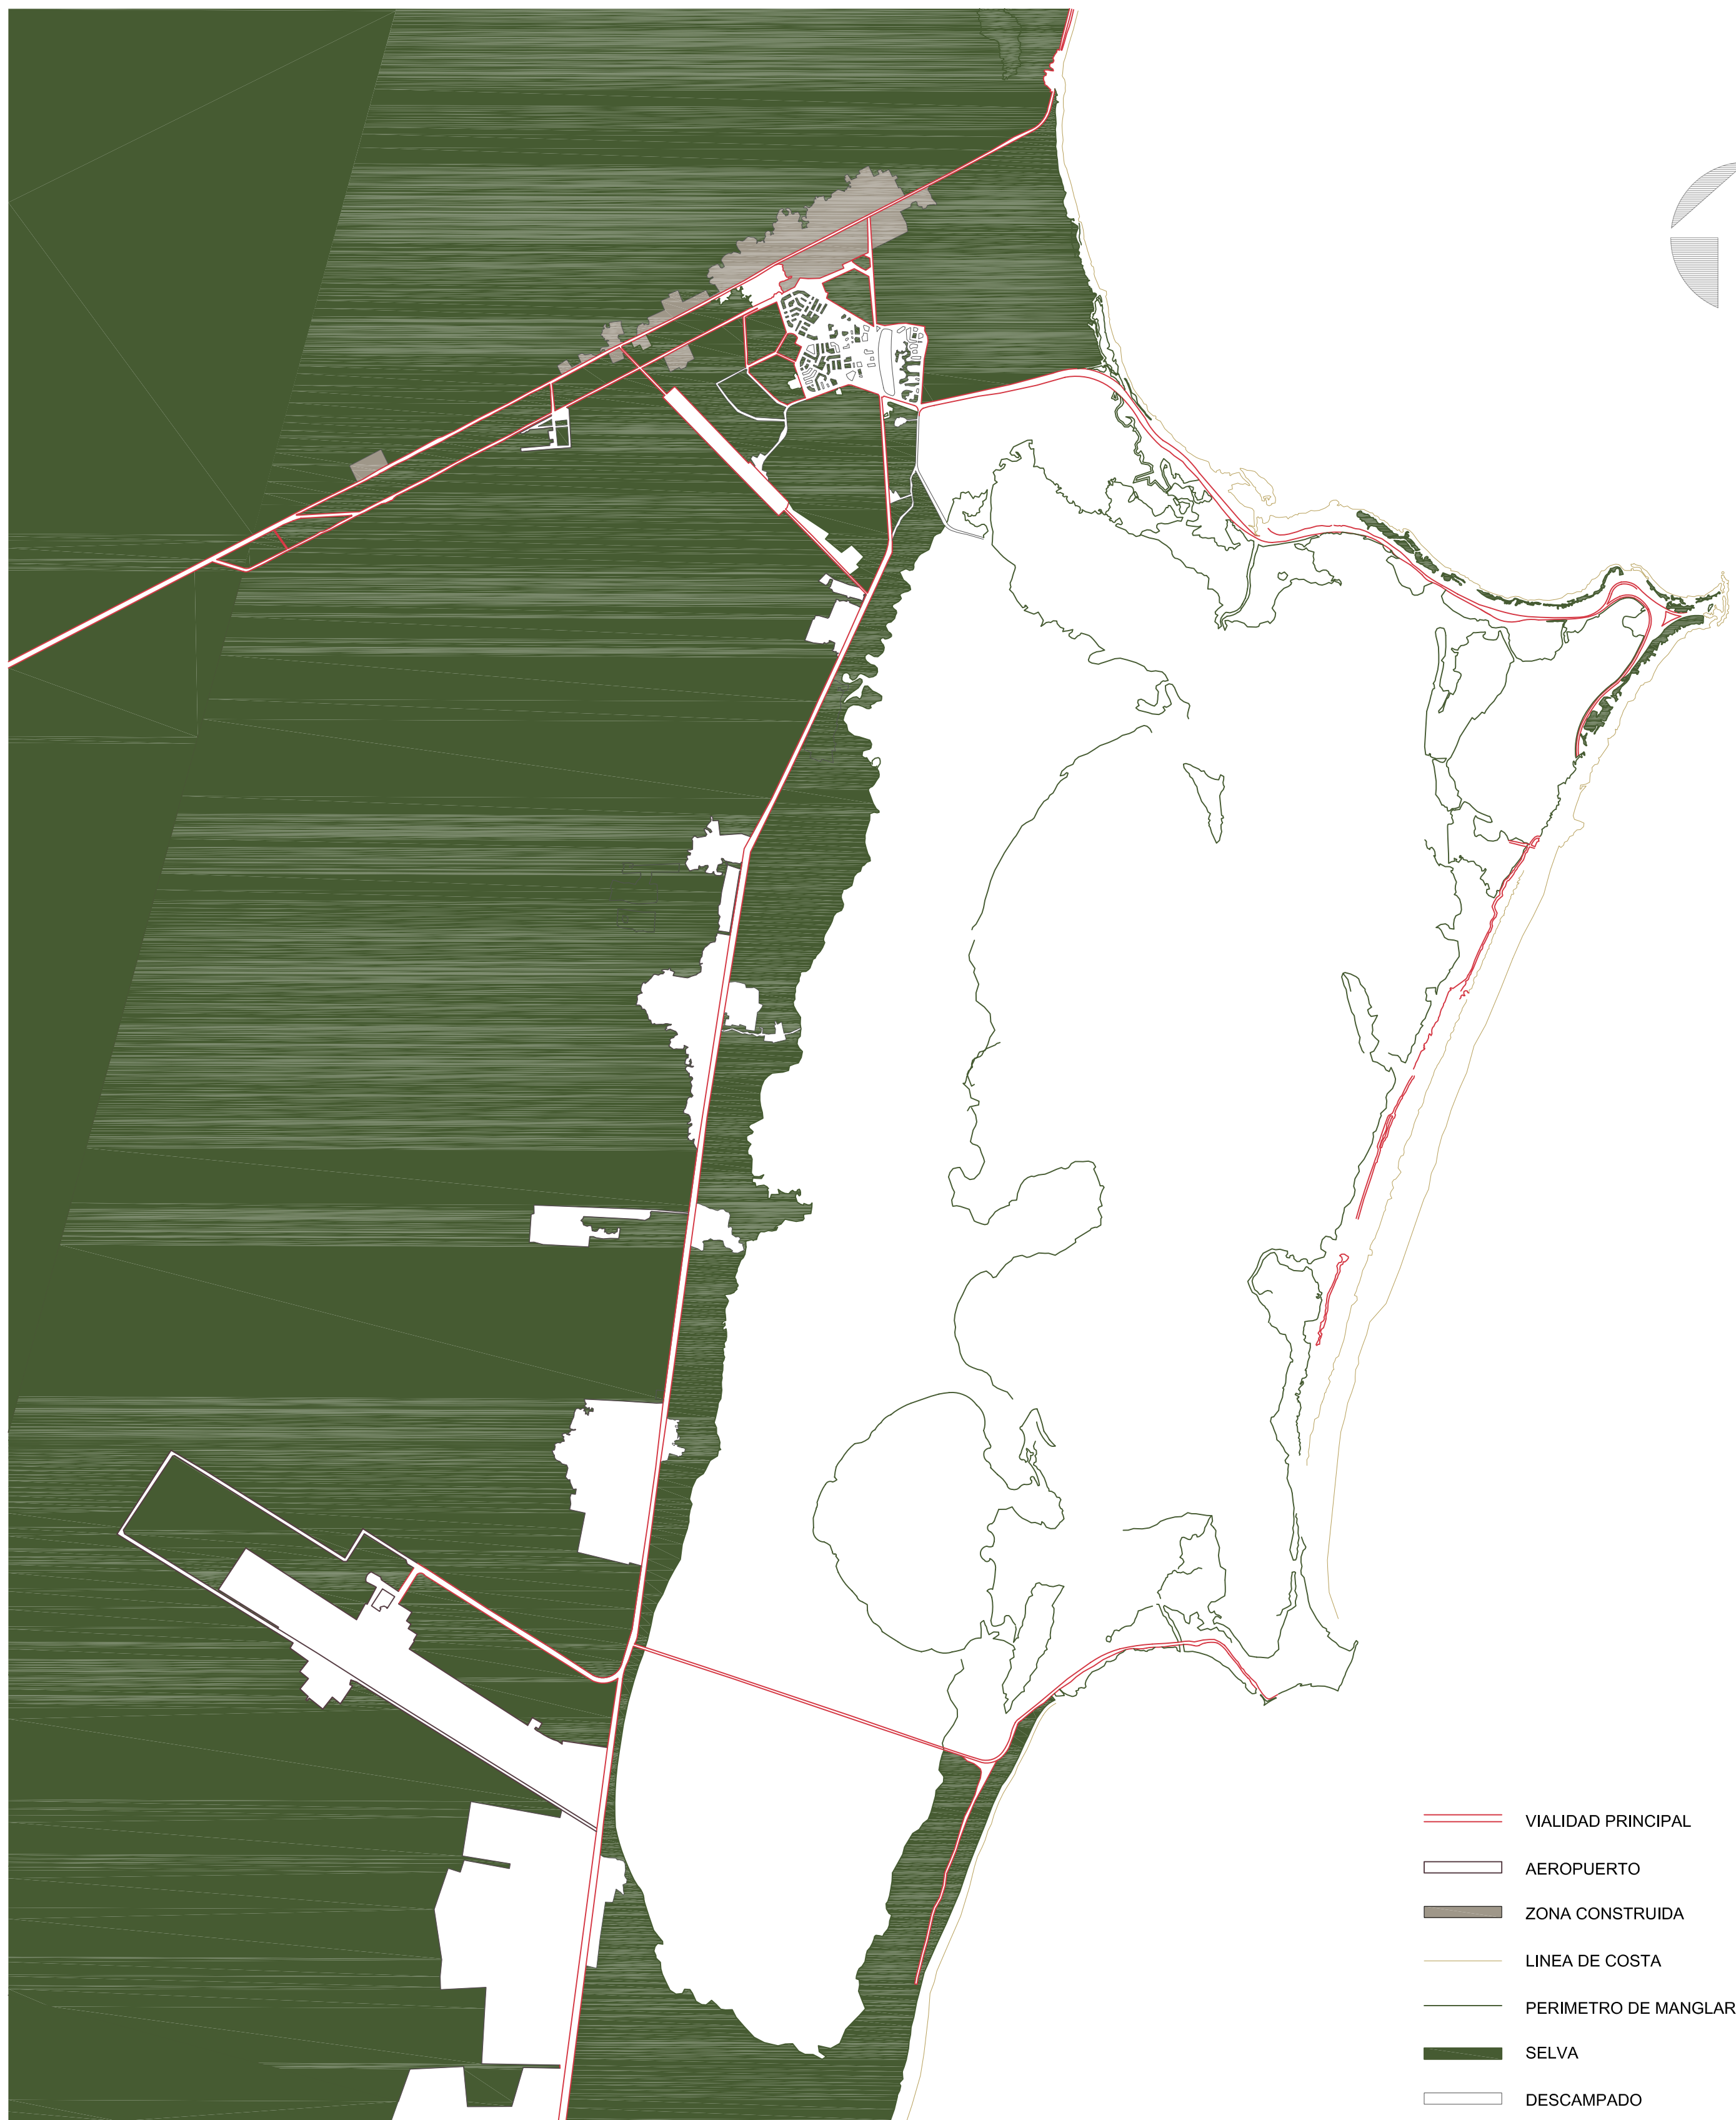 VIALIDAD PRINCIPAL
AEROPUERTO
ZONA CONSTRUIDA
LINEA DE COSTA
PERIMETRO DE MANGLAR
SELVA
DESCAMPADO